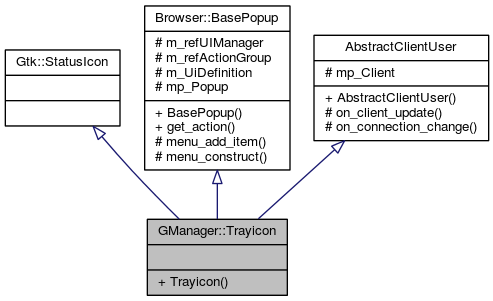 Gtk::StatusIcon
Browser::BasePopup
# m_refUIManager
# m_refActionGroup
# m_UiDefinition
# mp_Popup
+ BasePopup()
+ get_action()
# menu_add_item()
# menu_construct()
AbstractClientUser
# mp_Client
+ AbstractClientUser()
# on_client_update()
# on_connection_change()
GManager::Trayicon
+ Trayicon()